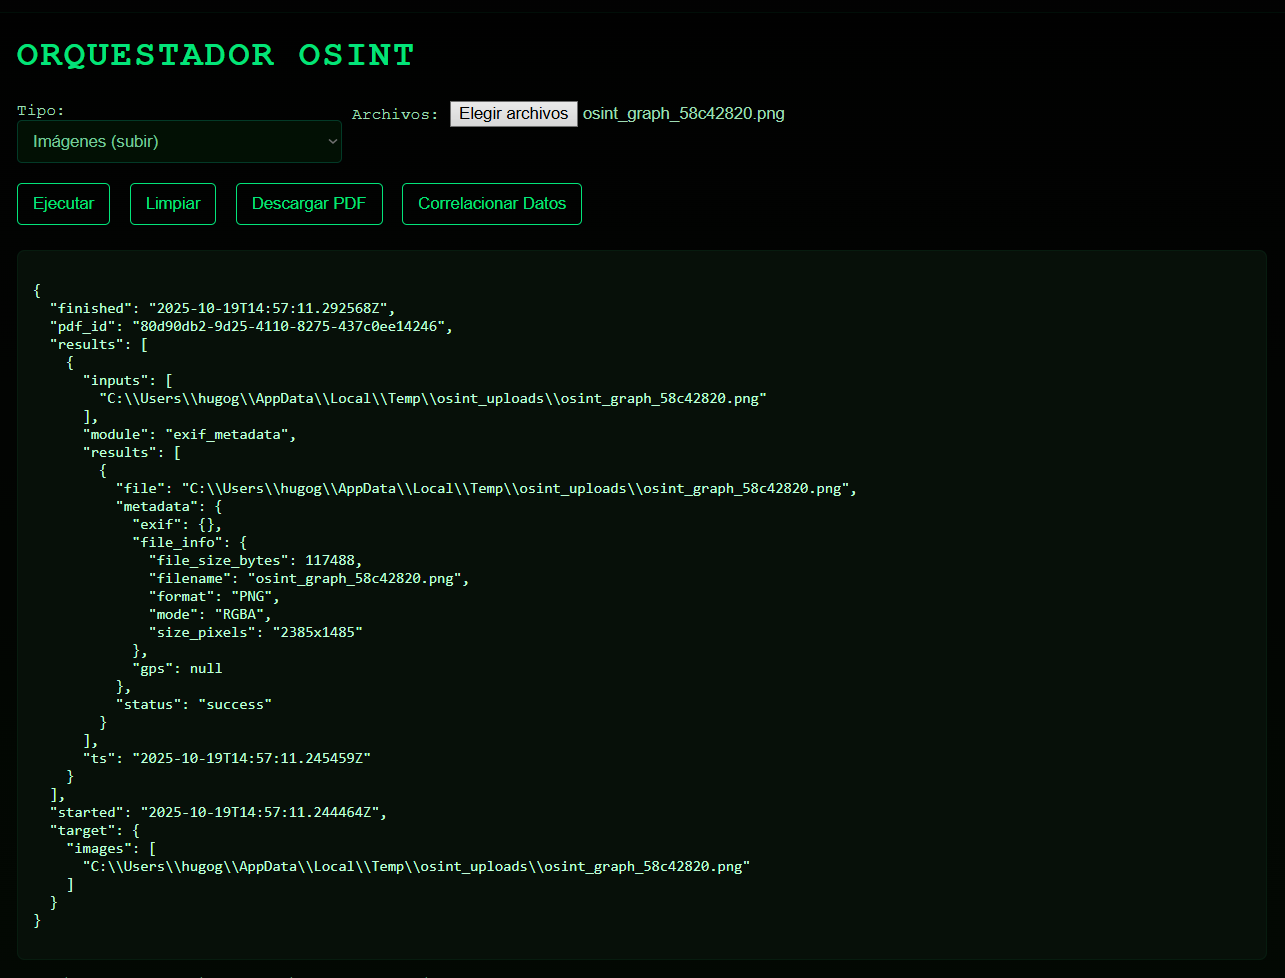 ORQUESTADOR OSINT
Tipo:
Imágenes (subir)
Archivos: Elegir archivos osint_graph_58c42820.png
Ejecutar Limpiar Descargar PDF Correlacionar Datos
{
  "finished": "2025-10-19T14:57:11.292568Z",
  "pdf_id": "80d90db2-9d25-4110-8275-437c0ee14246",
  "results": [
    {
      "inputs": [
        "C:\\Users\\hugog\\AppData\\Local\\Temp\\osint_uploads\\osint_graph_58c42820.png"
      ],
      "module": "exif_metadata",
      "results": [
        {
          "file": "C:\\Users\\hugog\\AppData\\Local\\Temp\\osint_uploads\\osint_graph_58c42820.png",
          "metadata": {
            "exif": {},
            "file_info": {
              "file_size_bytes": 117488,
              "filename": "osint_graph_58c42820.png",
              "format": "PNG",
              "mode": "RGBA",
              "size_pixels": "2385x1485"
            },
            "gps": null
          },
          "status": "success"
        }
      ],
      "ts": "2025-10-19T14:57:11.245459Z"
    }
  ],
  "started": "2025-10-19T14:57:11.244464Z",
  "target": {
    "images": [
      "C:\\Users\\hugog\\AppData\\Local\\Temp\\osint_uploads\\osint_graph_58c42820.png"
    ]
  }
}